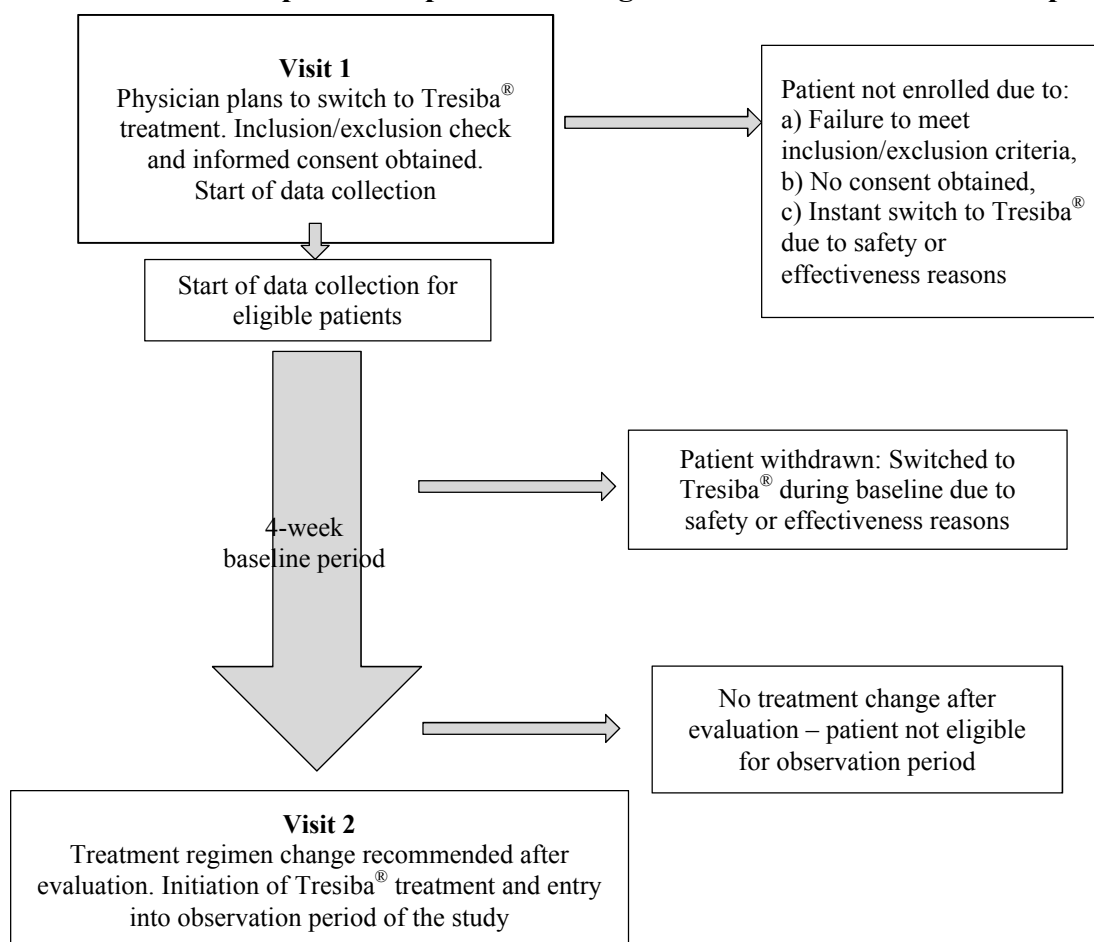 Visit 1
Physician plans to switch to Tresiba®
treatment. Inclusion/exclusion check
and informed consent obtained.
Start of data collection
Patient not enrolled due to:
a) Failure to meet
inclusion/exclusion criteria,
b) No consent obtained,
c) Instant switch to Tresiba®
due to safety or
effectiveness reasons
Start of data collection for
eligible patients
Patient withdrawn: Switched to
Tresiba® during baseline due to
safety or effectiveness reasons
4-week
baseline period
No treatment change after
evaluation – patient not eligible
for observation period
Visit 2
Treatment regimen change recommended after
evaluation. Initiation of Tresiba® treatment and entry
into observation period of the study